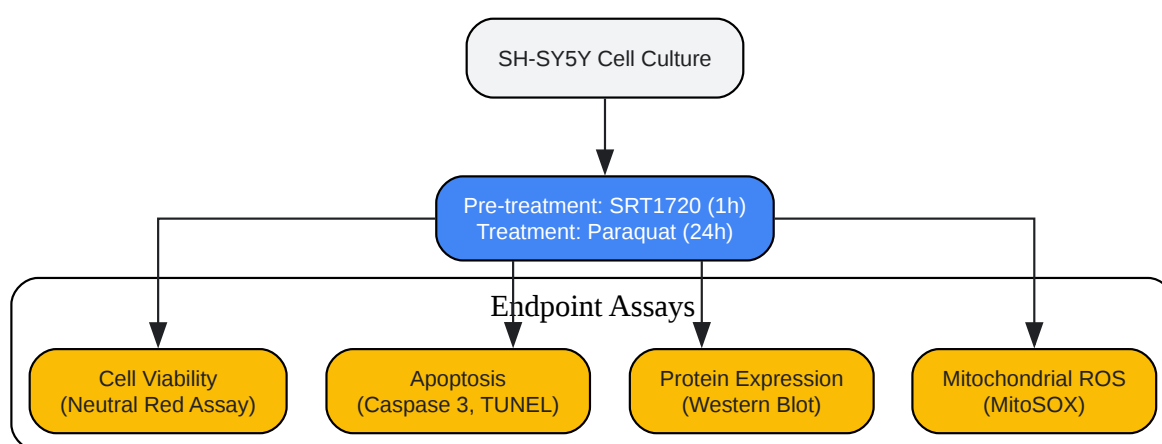 SH-SY5Y Cell Culture
Pre-treatment: SRT1720 (1h)
Treatment: Paraquat (24h)
Endpoint Assays
Cell Viability
(Neutral Red Assay)
Apoptosis
(Caspase 3, TUNEL)
Protein Expression
(Western Blot)
Mitochondrial ROS
(MitoSOX)